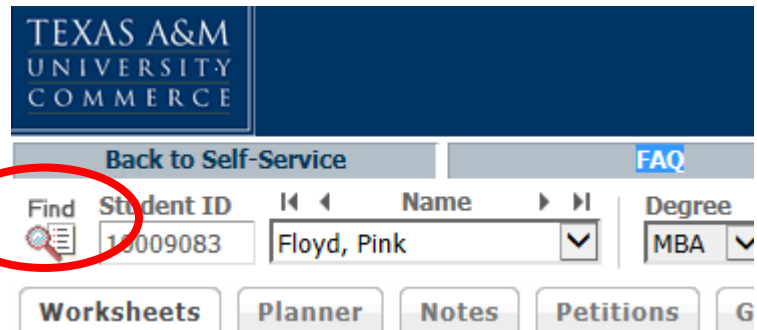 TEXAS A&M
UNIVERSITY
COMMERCE
Back to Self-Service FAQ
Find Student ID Name Degree
10009083 Floyd, Pink MBA
Worksheets Planner Notes Petitions G